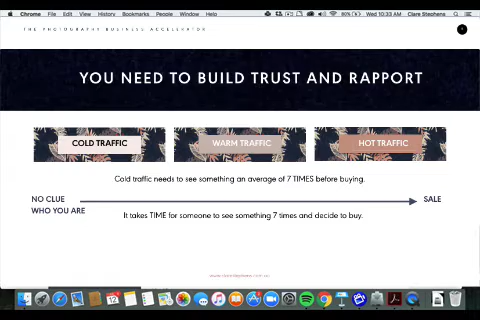 Chrome File Edit View History Bookmarks People Window Help 90% Wed 10:33 AM Clare Stephens
THE PHOTOGRAPHY BUSINESS ACCELERATOR
YOU NEED TO BUILD TRUST AND RAPPORT
COLD TRAFFIC WARM TRAFFIC HOT TRAFFIC
Cold traffic needs to see something an average of 7 TIMES before buying.
NO CLUE SALE
WHO YOU ARE
It takes TIME for someone to see something 7 times and decide to buy.
12